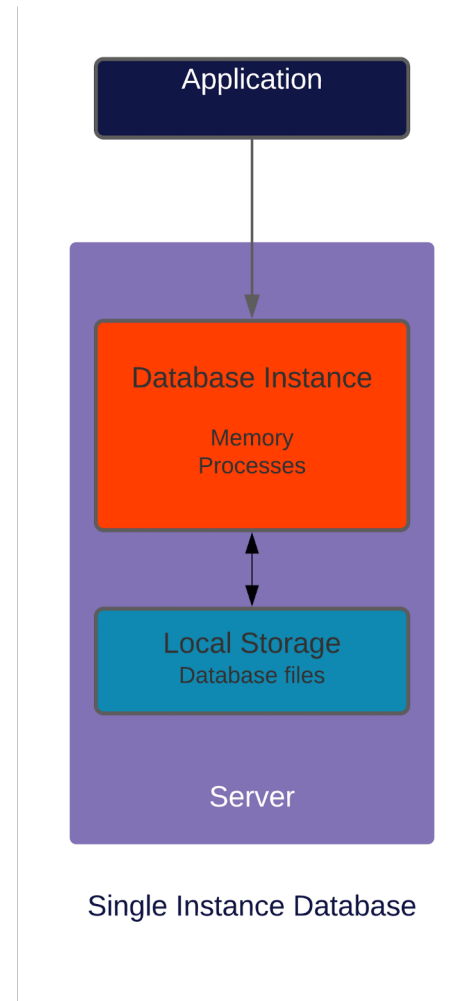 Application
Database Instance
Memory
Processes
Local Storage
Database files
Server
Single Instance Database